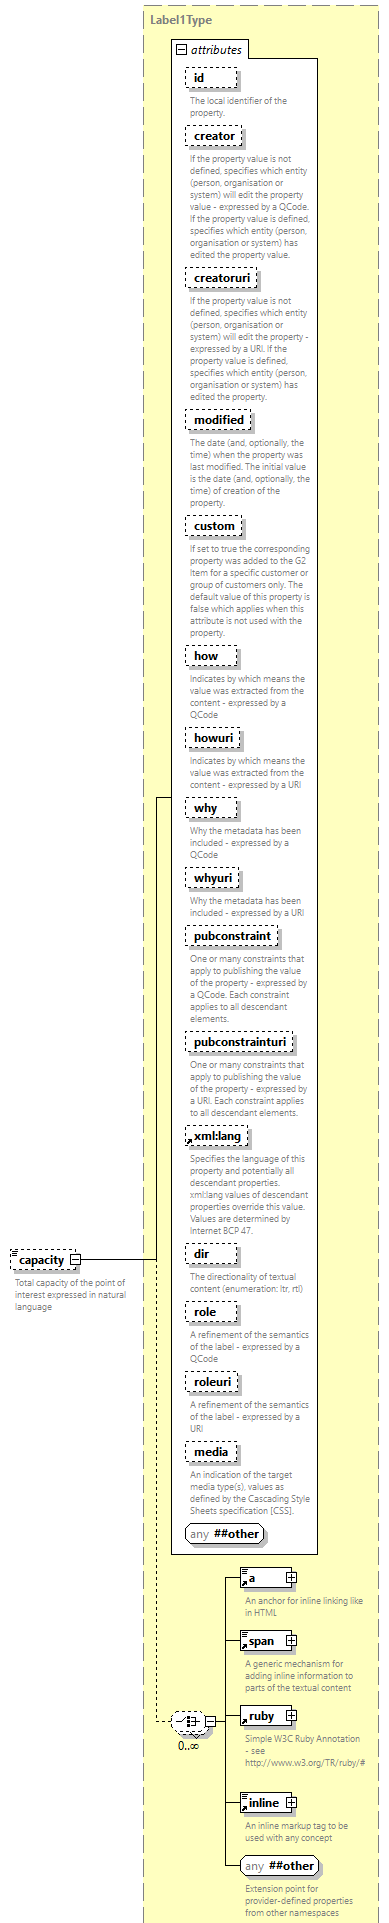 Label1Type
attributes
id
The local identifier of the
property.
creator
If the property value is not
defined, specifies which entity
(person, organisation or
system) will edit the property
value - expressed by a QCode.
If the property value is defined,
specifies which entity (person,
organisation or system) has
edited the property value.
creatoruri
If the property value is not
defined, specifies which entity
(person, organisation or
system) will edit the property -
expressed by a URI. If the
property value is defined,
specifies which entity (person,
organisation or system) has
edited the property.
modified
The date (and, optionally, the
time) when the property was
last modified. The initial value
is the date (and, optionally, the
time) of creation of the
property.
custom
If set to true the corresponding
property was added to the G2
Item for a specific customer or
group of customers only. The
default value of this property is
false which applies when this
attribute is not used with the
property.
how
Indicates by which means the
value was extracted from the
content - expressed by a
QCode
howuri
Indicates by which means the
value was extracted from the
content - expressed by a URI
why
Why the metadata has been
included - expressed by a
QCode
whyuri
Why the metadata has been
included - expressed by a URI
pubconstraint
One or many constraints that
apply to publishing the value
of the property - expressed by
a QCode. Each constraint
applies to all descendant
elements.
pubconstrainturi
One or many constraints that
apply to publishing the value
of the property - expressed by
a URI. Each constraint applies
to all descendant elements.
xml:lang
Specifies the language of this
property and potentially all
descendant properties.
xml:lang values of descendant
properties override this value.
Values are determined by
Internet BCP 47.
dir
The directionality of textual
content (enumeration: ltr, rtl)
role
A refinement of the semantics
of the label - expressed by a
QCode
roleuri
A refinement of the semantics
of the label - expressed by a
URI
media
An indication of the target
media type(s), values as
defined by the Cascading Style
Sheets specification [CSS].
any ##other
capacity
Total capacity of the point of
interest expressed in natural
language
0..∞
a
An anchor for inline linking like
in HTML
span
A generic mechanism for
adding inline information to
parts of the textual content
ruby
Simple W3C Ruby Annotation
- see
http://www.w3.org/TR/ruby/#
inline
An inline markup tag to be
used with any concept
any ##other
Extension point for
provider-defined properties
from other namespaces